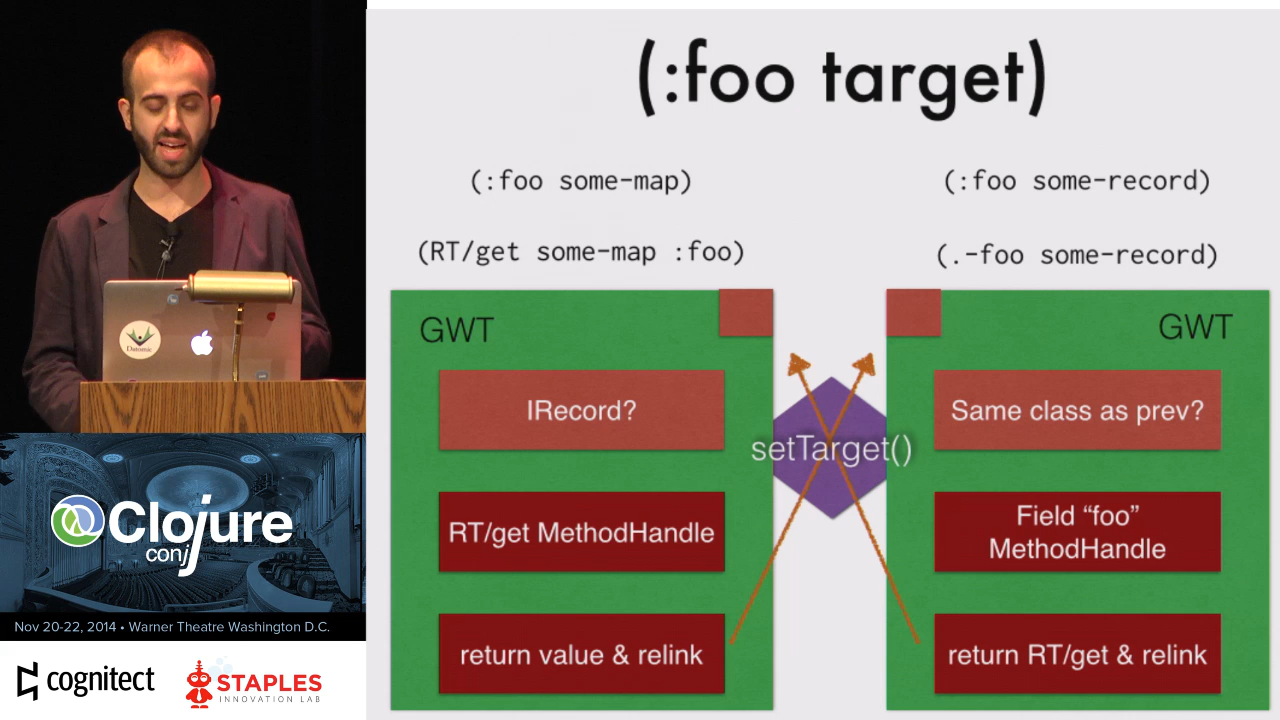 (:foo target)
(:foo some-map)
(RT/get some-map :foo)
(:foo some-record)
(.-foo some-record)
GWT
IRecord?
RT/get MethodHandle
return value & relink
setTarget()
GWT
Same class as prev?
Field “foo”
MethodHandle
return RT/get & relink
Datomic
Clojure
conj
Nov 20-22, 2014 • Warner Theatre Washington D.C.
cognitect
STAPLES
INNOVATION LAB